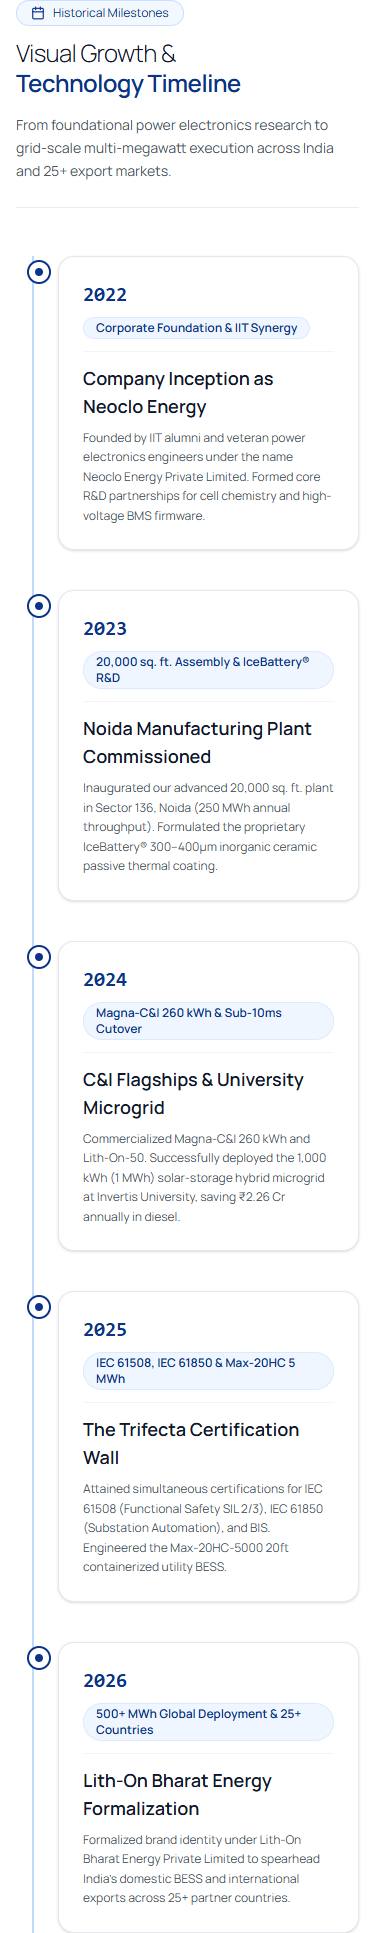 Historical Milestones
Visual Growth &
Technology Timeline
From foundational power electronics research to
grid-scale multi-megawatt execution across India
and 25+ export markets.
2022
Corporate Foundation & IIT Synergy
Company Inception as
Neoclo Energy
Founded by IIT alumni and veteran power
electronics engineers under the name
Neoclo Energy Private Limited. Formed core
R&D partnerships for cell chemistry and high-
voltage BMS firmware.
2023
20,000 sq. ft. Assembly & IceBattery®
R&D
Noida Manufacturing Plant
Commissioned
Inaugurated our advanced 20,000 sq. ft. plant
in Sector 136, Noida (250 MWh annual
throughput). Formulated the proprietary
IceBattery® 300–400μm inorganic ceramic
passive thermal coating.
2024
Magna-C&I 260 kWh & Sub-10ms
Cutover
C&I Flagships & University
Microgrid
Commercialized Magna-C&I 260 kWh and
Lith-On-50. Successfully deployed the 1,000
kWh (1 MWh) solar-storage hybrid microgrid
at Invertis University, saving ₹2.26 Cr
annually in diesel.
2025
IEC 61508, IEC 61850 & Max-20HC 5
MWh
The Trifecta Certification
Wall
Attained simultaneous certifications for IEC
61508 (Functional Safety SIL 2/3), IEC 61850
(Substation Automation), and BIS.
Engineered the Max-20HC-5000 20ft
containerized utility BESS.
2026
500+ MWh Global Deployment & 25+
Countries
Lith-On Bharat Energy
Formalization
Formalized brand identity under Lith-On
Bharat Energy Private Limited to spearhead
India's domestic BESS and international
exports across 25+ partner countries.